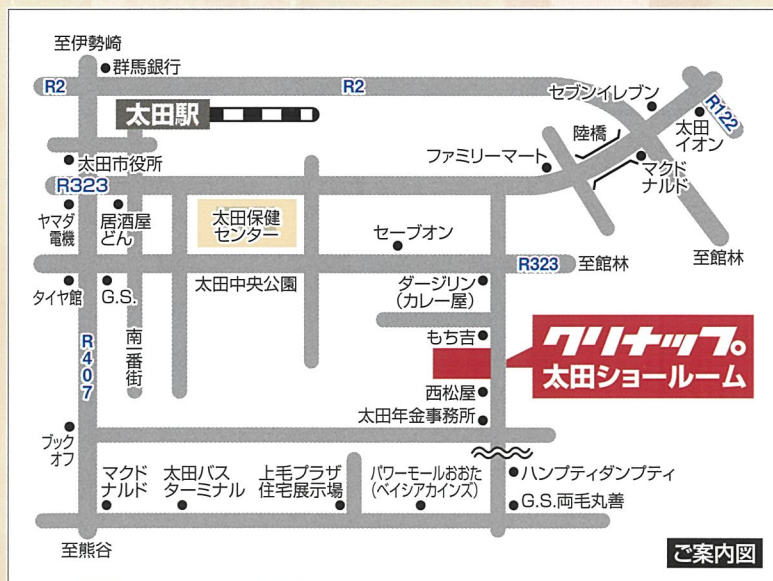 至伊勢崎
群馬銀行
R2
R2
セブンイレブン
R122
太田
イオン
太田駅
陸橋
太田市役所
ファミリーマート
マクド
ナルド
R323
ヤマダ
電機
居酒屋
どん
太田保健
センター
セーブオン
R323
至館林
至館林
タイヤ館
G.S.
太田中央公園
ダージリン
(カレー屋)
R407
南一番街
もち吉
クリナップ
太田ショールーム
西松屋
太田年金事務所
ブック
オフ
マクド
ナルド
太田バス
ターミナル
上毛プラザ
住宅展示場
パワーモールおおた
(ベイシアカインズ)
ハンプティダンプティ
G.S.両毛丸善
至熊谷
ご案内図